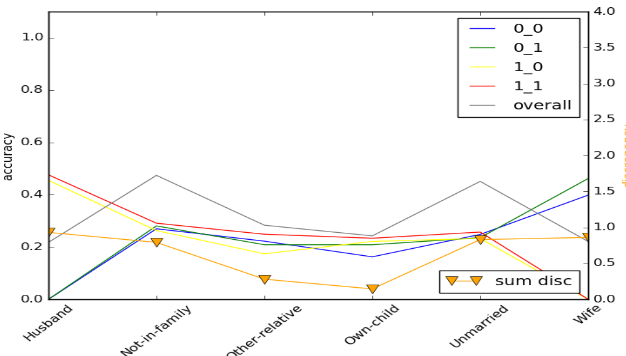 1.0
0.8
0.6
0.4
0.2
0.0
accuracy
4.0
3.5
3.0
2.5
2.0
1.5
1.0
0.5
0.0
0_0
0_1
1_0
1_1
overall
sum disc
Husband
Not-in-family
Other-relative
Own-child
Unmarried
Wife